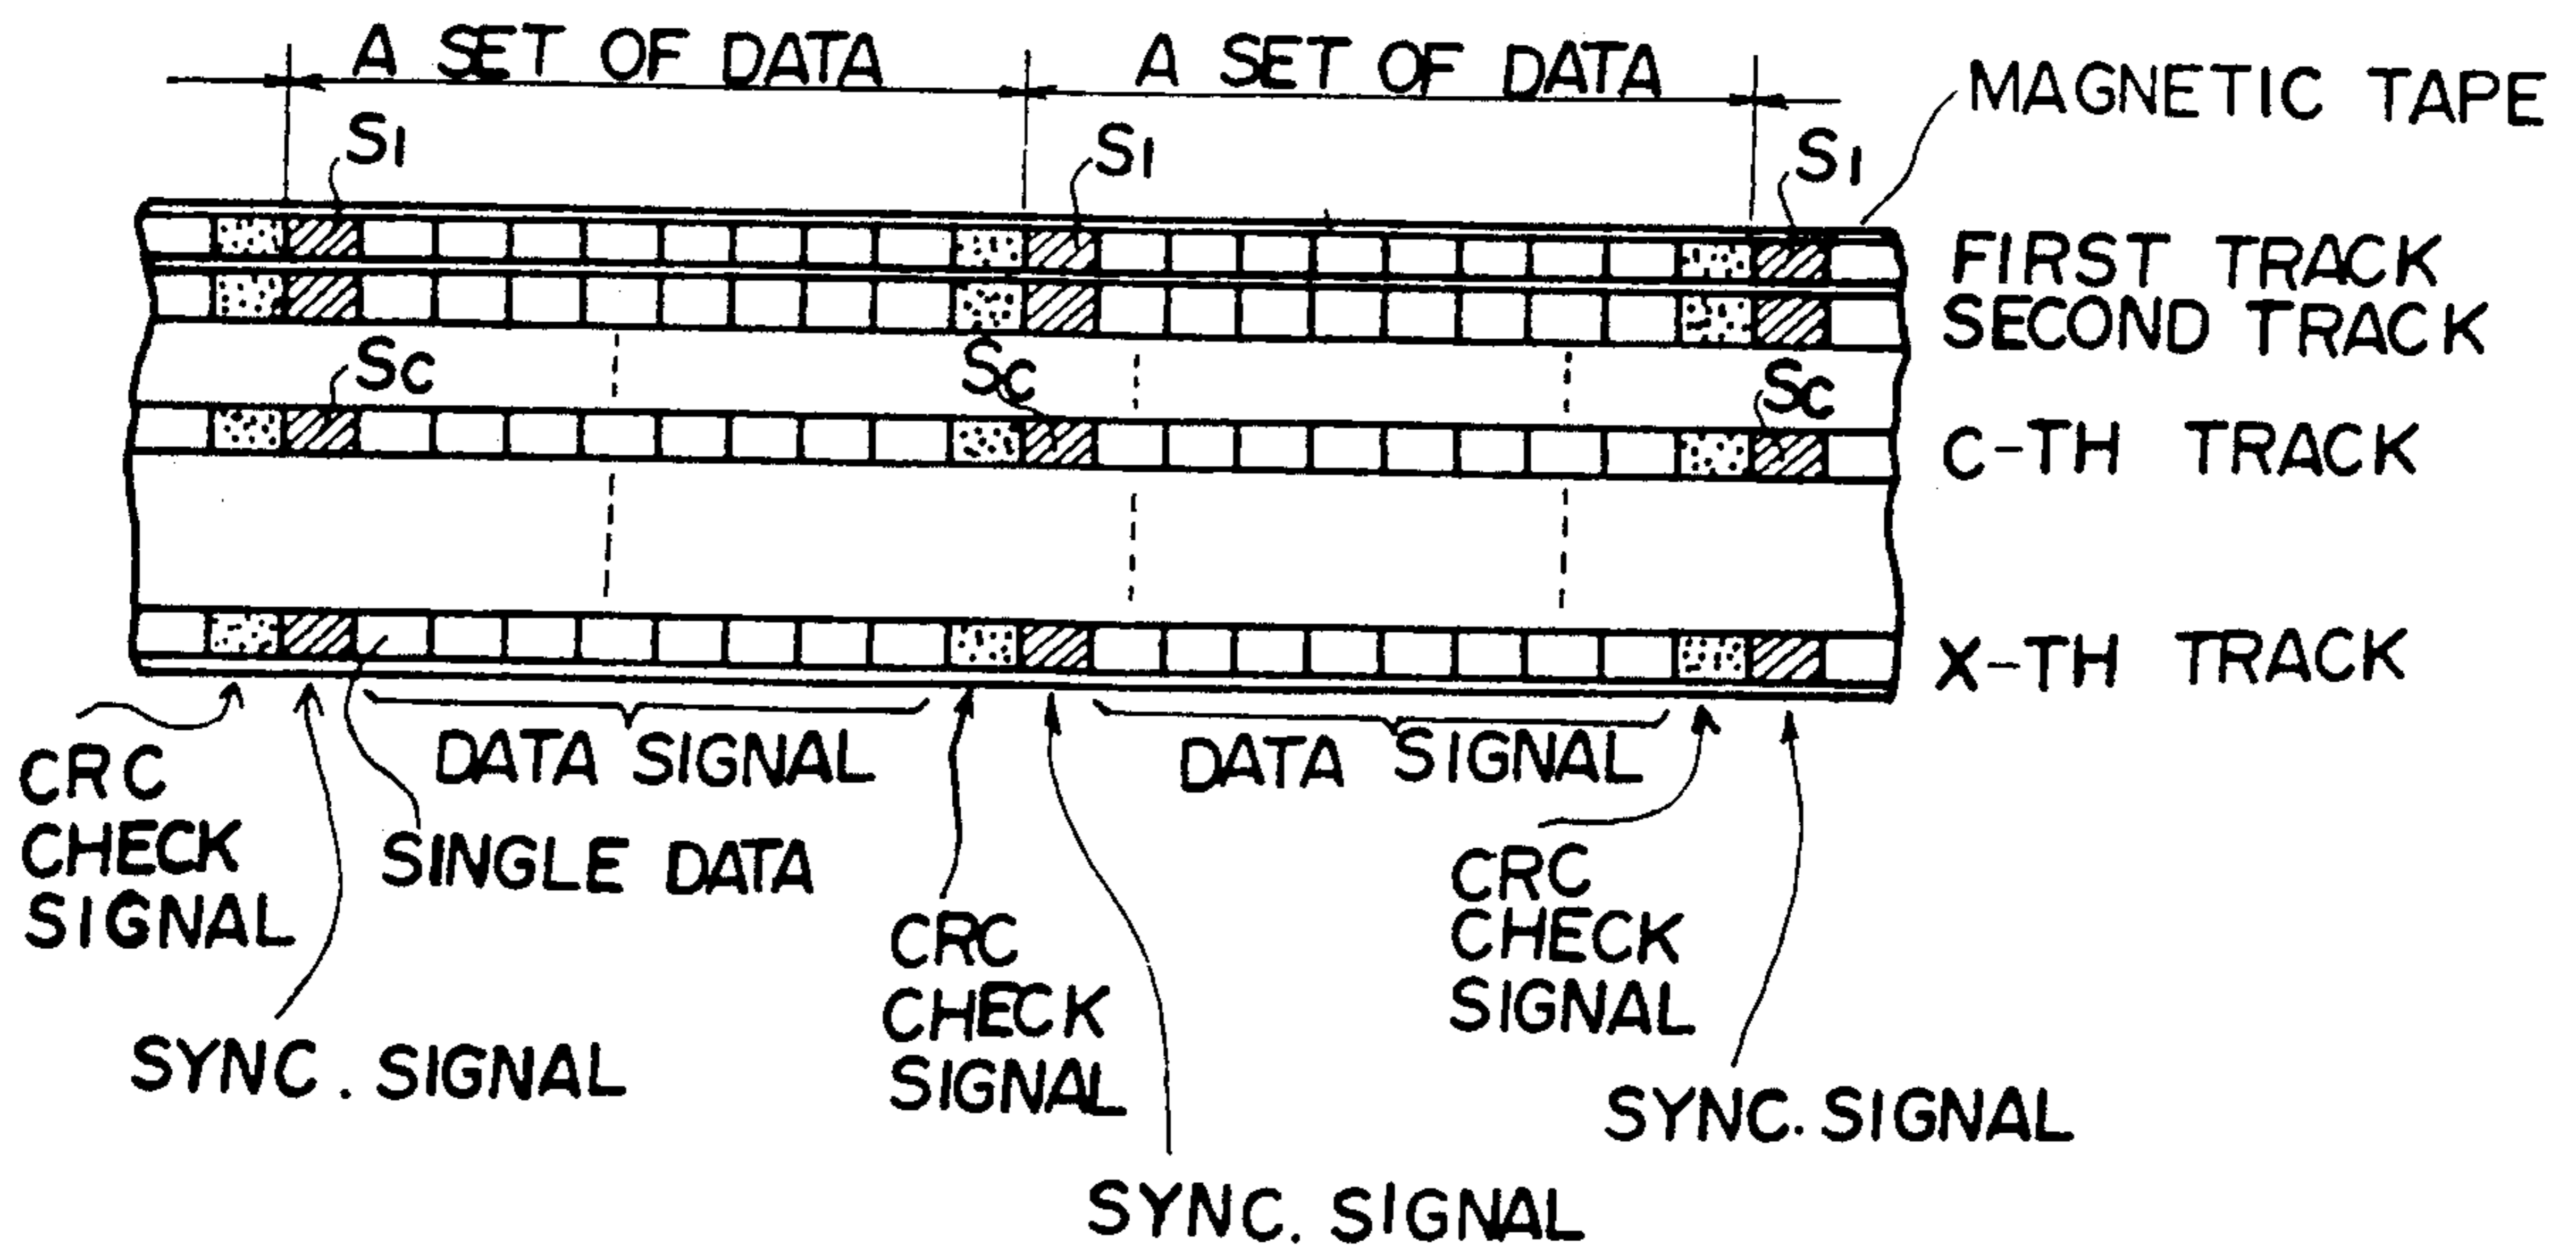 A SET OF DATA
A SET OF DATA
MAGNETIC TAPE
S1
S1
S1
FIRST TRACK
SECOND TRACK
Sc
Sc
Sc
C-TH TRACK
X-TH TRACK
DATA SIGNAL
DATA SIGNAL
CRC
CHECK
SIGNAL
SINGLE DATA
CRC
CHECK
SIGNAL
CRC
CHECK
SIGNAL
SYNC. SIGNAL
SYNC. SIGNAL
SYNC. SIGNAL